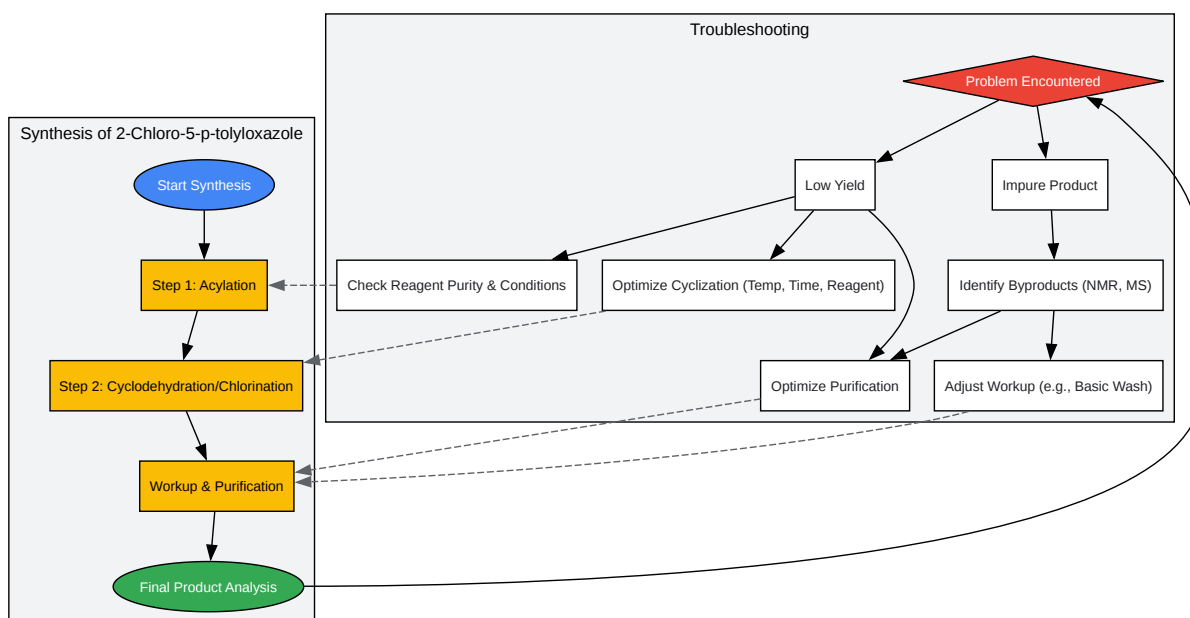 Troubleshooting
Problem Encountered
Synthesis of 2-Chloro-5-p-tolyloxazole
Start Synthesis
Low Yield
Impure Product
Step 1: Acylation
Check Reagent Purity & Conditions
Optimize Cyclization (Temp, Time, Reagent)
Identify Byproducts (NMR, MS)
Step 2: Cyclodehydration/Chlorination
Optimize Purification
Adjust Workup (e.g., Basic Wash)
Workup & Purification
Final Product Analysis